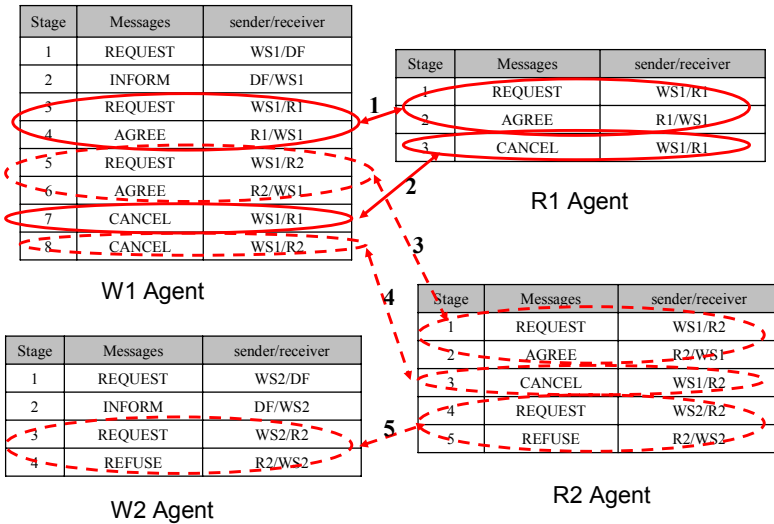 Stage Messages sender/receiver
1 REQUEST WS1/DF
2 INFORM DF/WS1
3 REQUEST WS1/R1
4 AGREE R1/WS1
5 REQUEST WS1/R2
6 AGREE R2/WS1
7 CANCEL WS1/R1
8 CANCEL WS1/R2
W1 Agent
Stage Messages sender/receiver
1 REQUEST WS1/R1
2 AGREE R1/WS1
3 CANCEL WS1/R1
R1 Agent
1
2
3
4
5
Stage Messages sender/receiver
1 REQUEST WS2/DF
2 INFORM DF/WS2
3 REQUEST WS2/R2
4 REFUSE R2/WS2
W2 Agent
Stage Messages sender/receiver
1 REQUEST WS1/R2
2 AGREE R2/WS1
3 CANCEL WS1/R2
4 REQUEST WS2/R2
5 REFUSE R2/WS2
R2 Agent